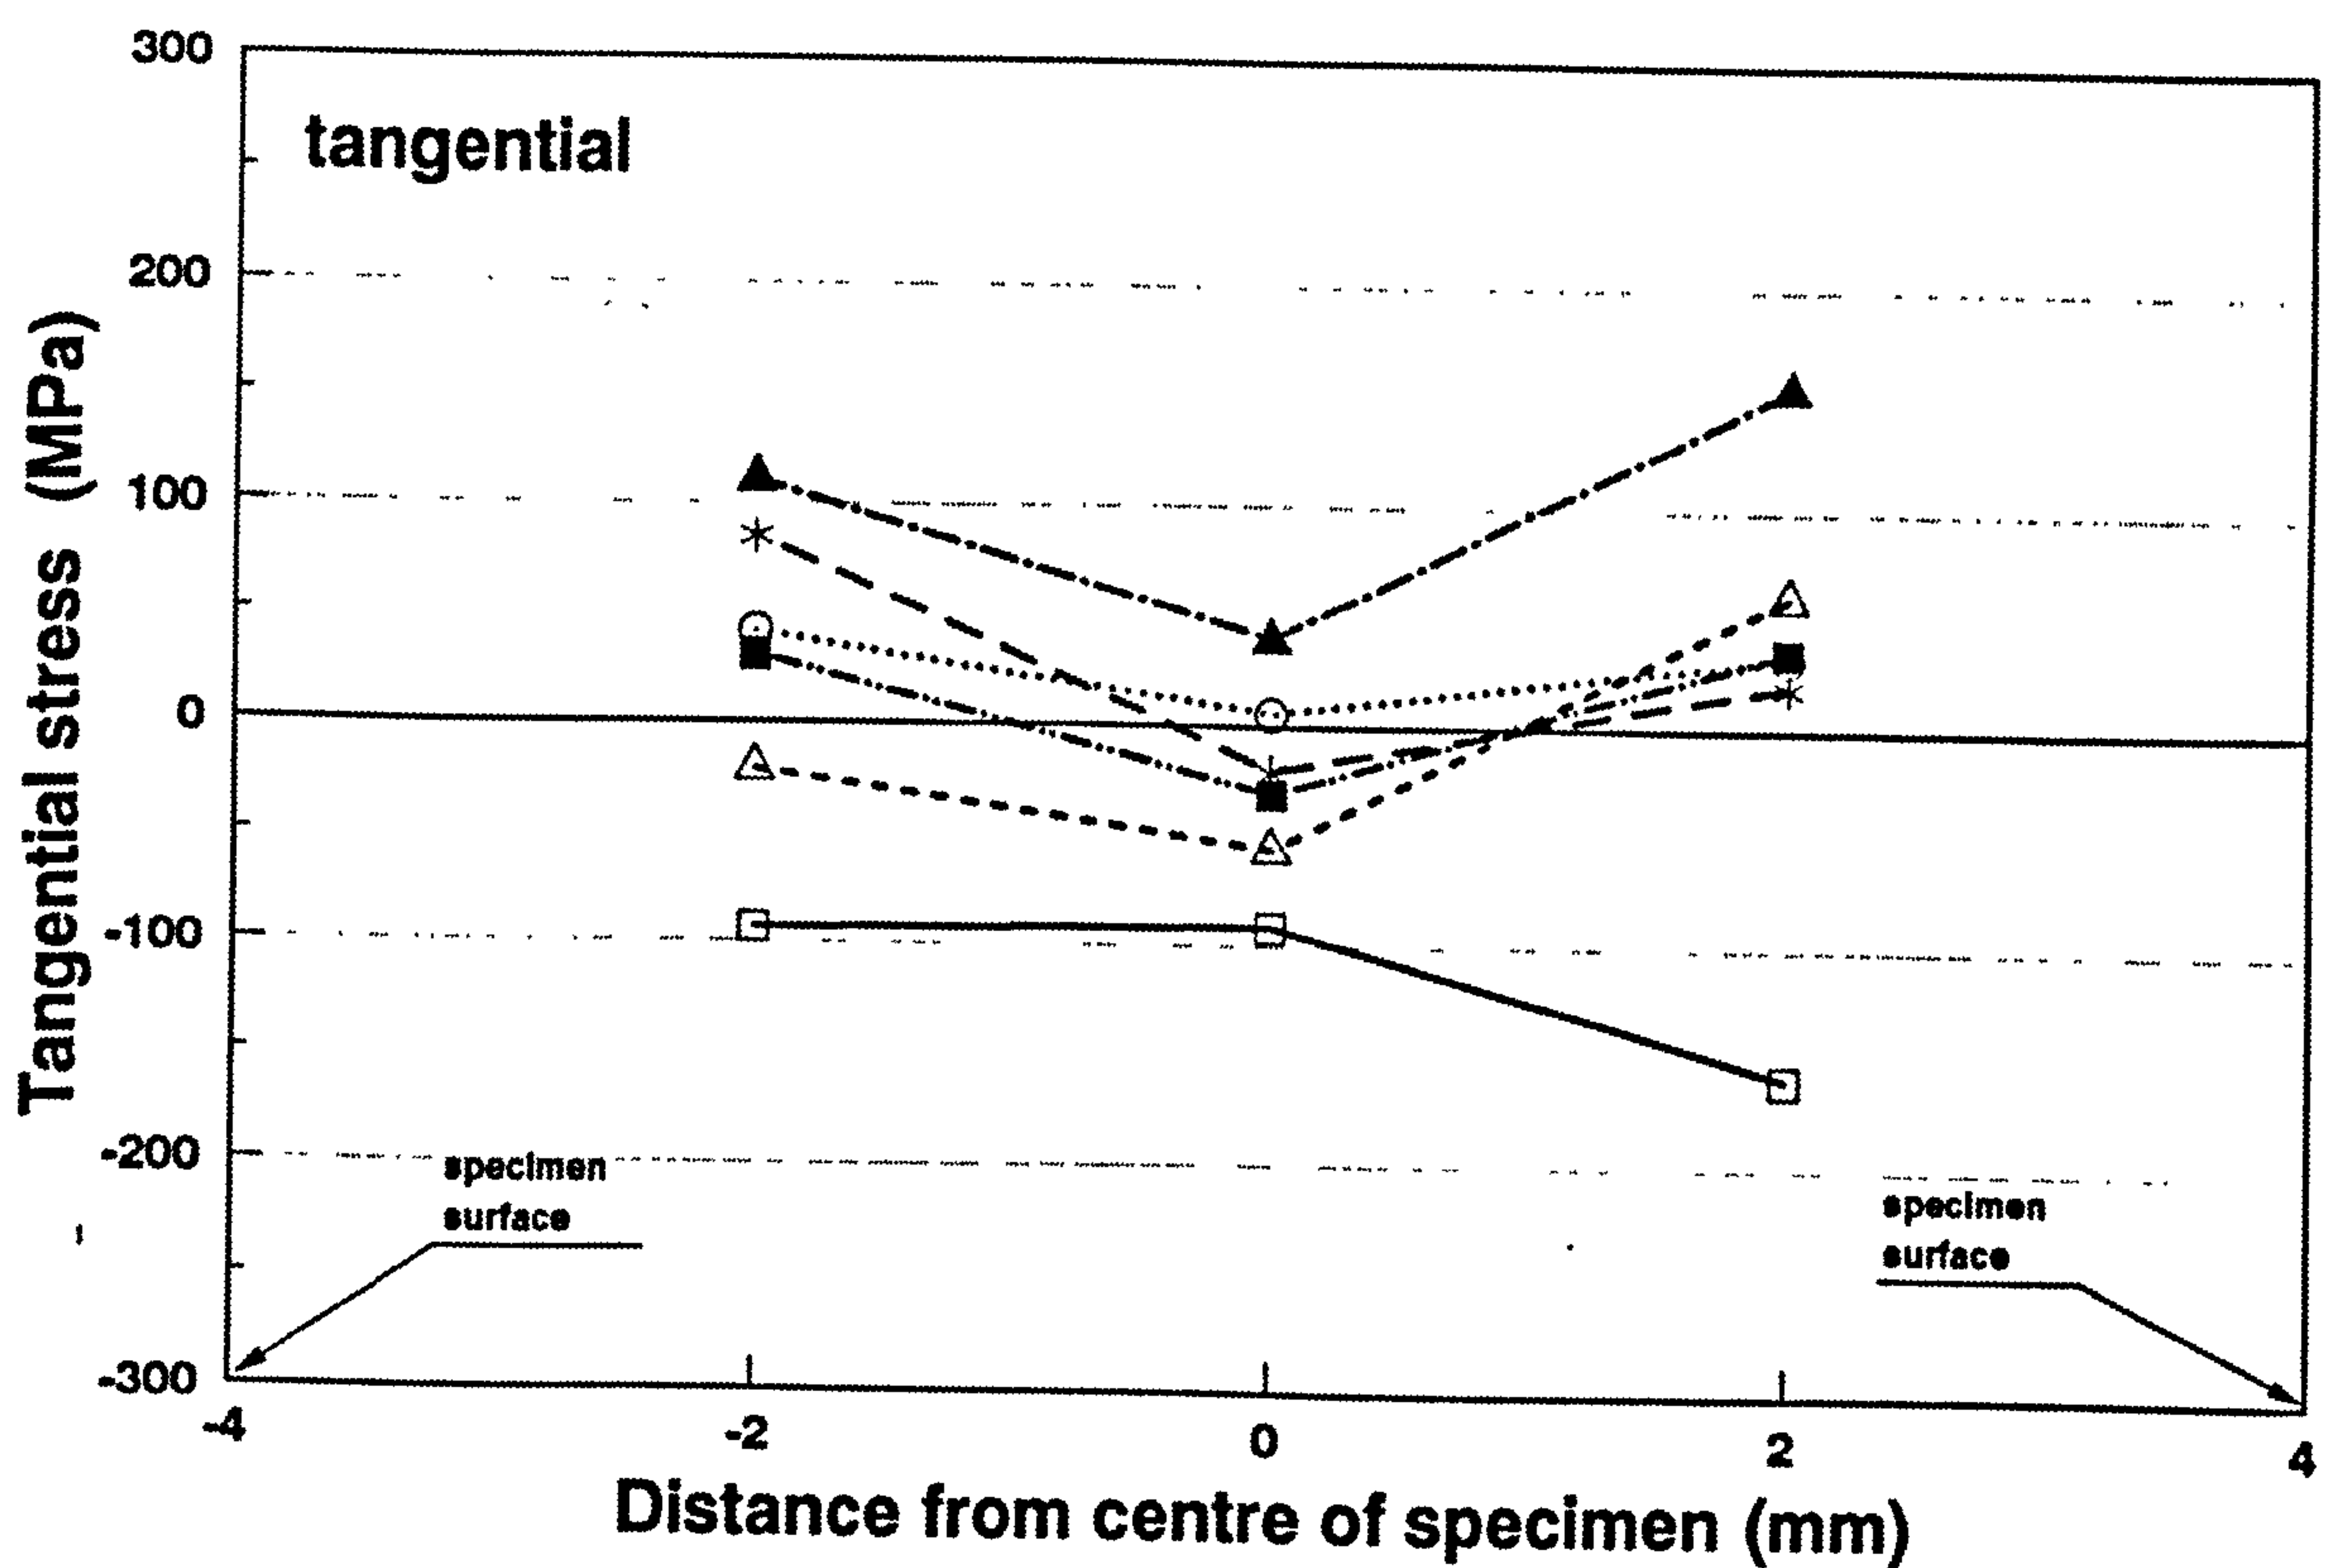 300
tangential
200
100
0
-100
-200
-300
Tangential stress (MPa)
specimen
surface
specimen
surface
-4
-2
0
2
4
Distance from centre of specimen (mm)